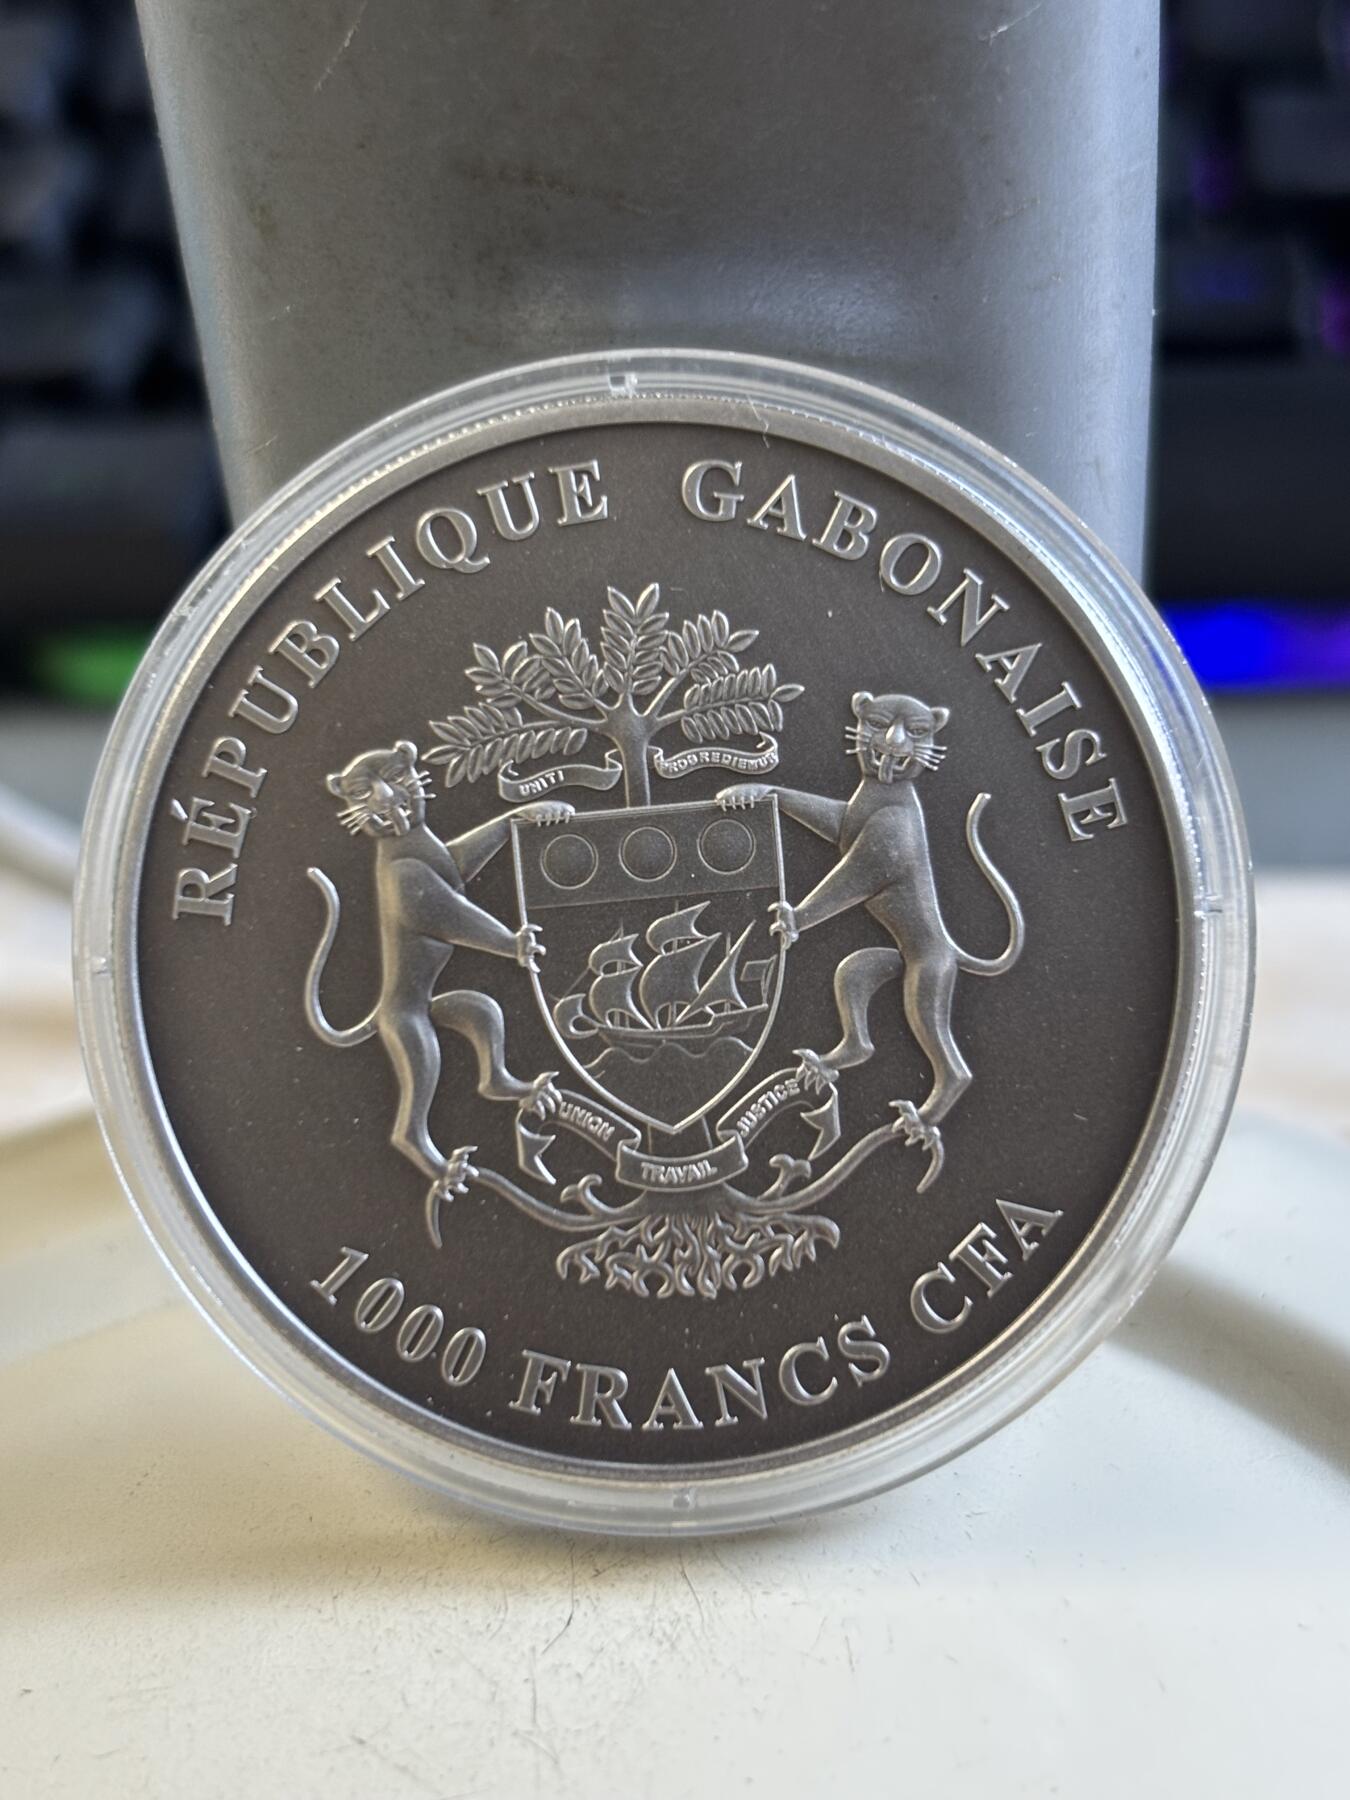 RÉPUBLIQUE GABONAISE
UNITI PROGREDIEMUR
UNION TRAVAIL JUSTICE
1000 FRANCS CFA